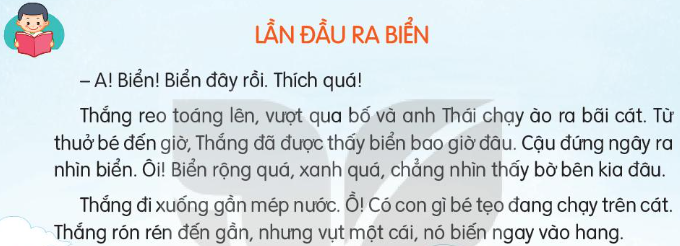 LẦN ĐẦU RA BIỂN
– A! Biển! Biển đây rồi. Thích quá!
Thắng reo toáng lên, vượt qua bố và anh Thái chạy ào ra bãi cát. Từ
thuở bé đến giờ, Thắng đã được thấy biển bao giờ đâu. Cậu đứng ngây ra
nhìn biển. Ôi! Biển rộng quá, xanh quá, chẳng nhìn thấy bờ bên kia đâu.
Thắng đi xuống gần mép nước. Ồ! Có con gì bé tẹo đang chạy trên cát.
Thắng rón rén đến gần, nhưng vụt một cái, nó biến ngay vào hang.